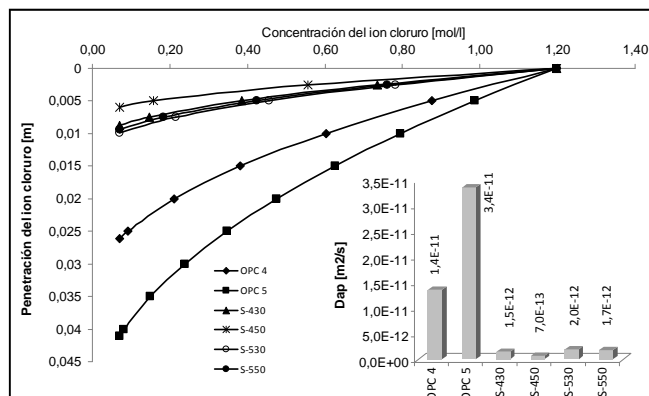 Concentración del ion cloruro [mol/l]
0,00 0,20 0,40 0,60 0,80 1,00 1,20 1,40
Penetración del ion cloruro [m]
0
0,005
0,01
0,015
0,02
0,025
0,03
0,035
0,04
0,045
OPC 4
OPC 5
S-430
S-450
S-530
S-550
Dap [m2/s]
3,5E-11
3,0E-11
2,5E-11
2,0E-11
1,5E-11
1,0E-11
5,0E-12
0,0E+00
1,4E-11
3,4E-11
1,5E-12
7,0E-13
2,0E-12
1,7E-12
OPC 4
OPC 5
S-430
S-450
S-530
S-550